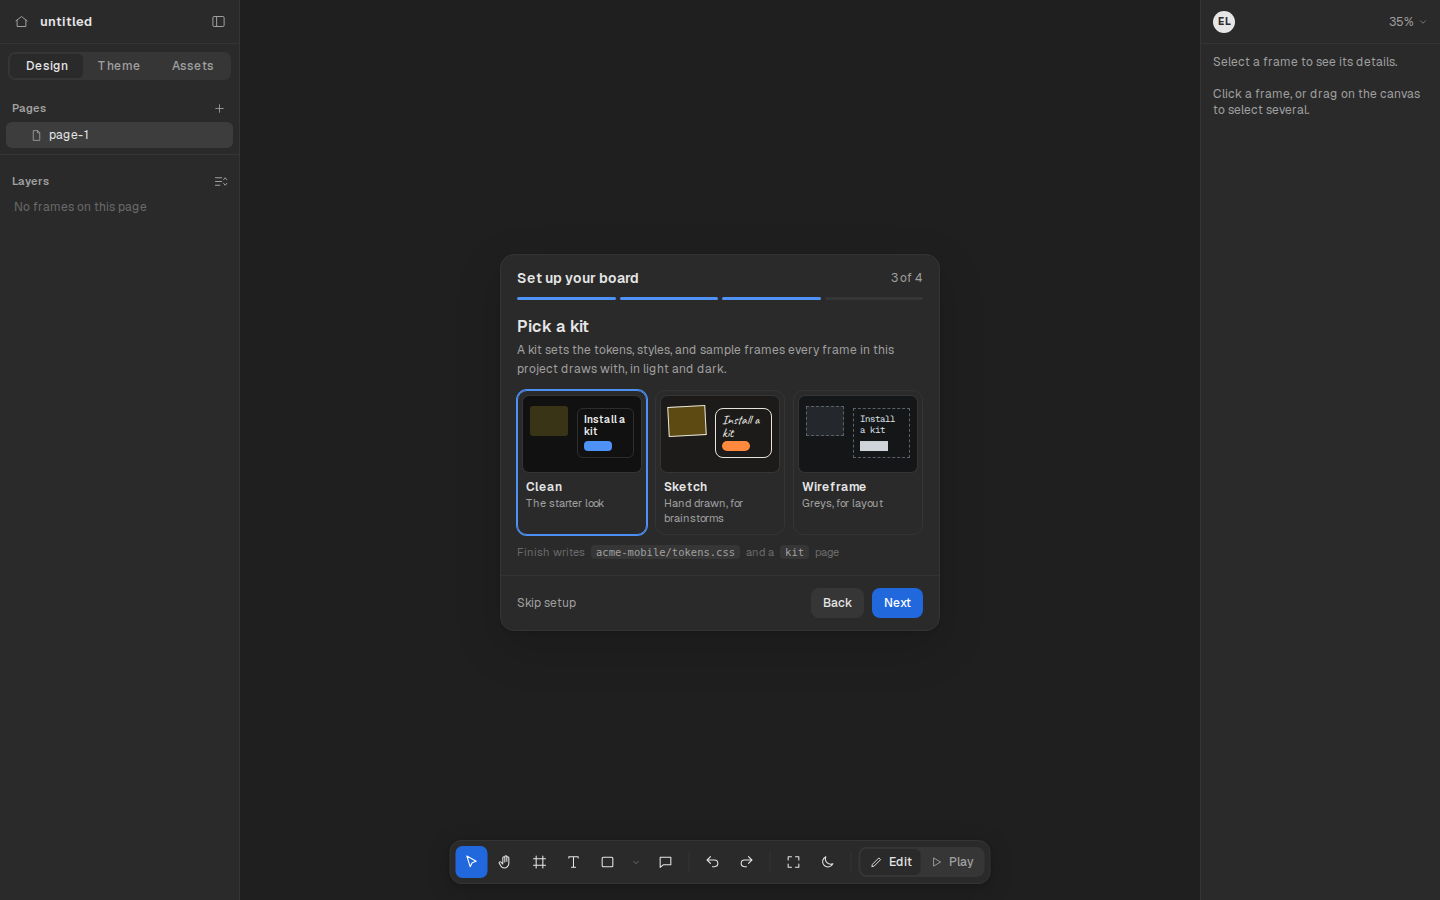 untitled
Design Theme Assets
Pages
page-1
Layers
No frames on this page
Set up your board 3 of 4
Pick a kit
A kit sets the tokens, styles, and sample frames every frame in this
project draws with, in light and dark.
Install a
kit
Clean
The starter look
Install a
kit
Sketch
Hand drawn, for
brainstorms
Install
a kit
Wireframe
Greys, for layout
Finish writes acme-mobile/tokens.css and a kit page
Skip setup Back Next
Edit Play
EL 35%
Select a frame to see its details.
Click a frame, or drag on the canvas
to select several.